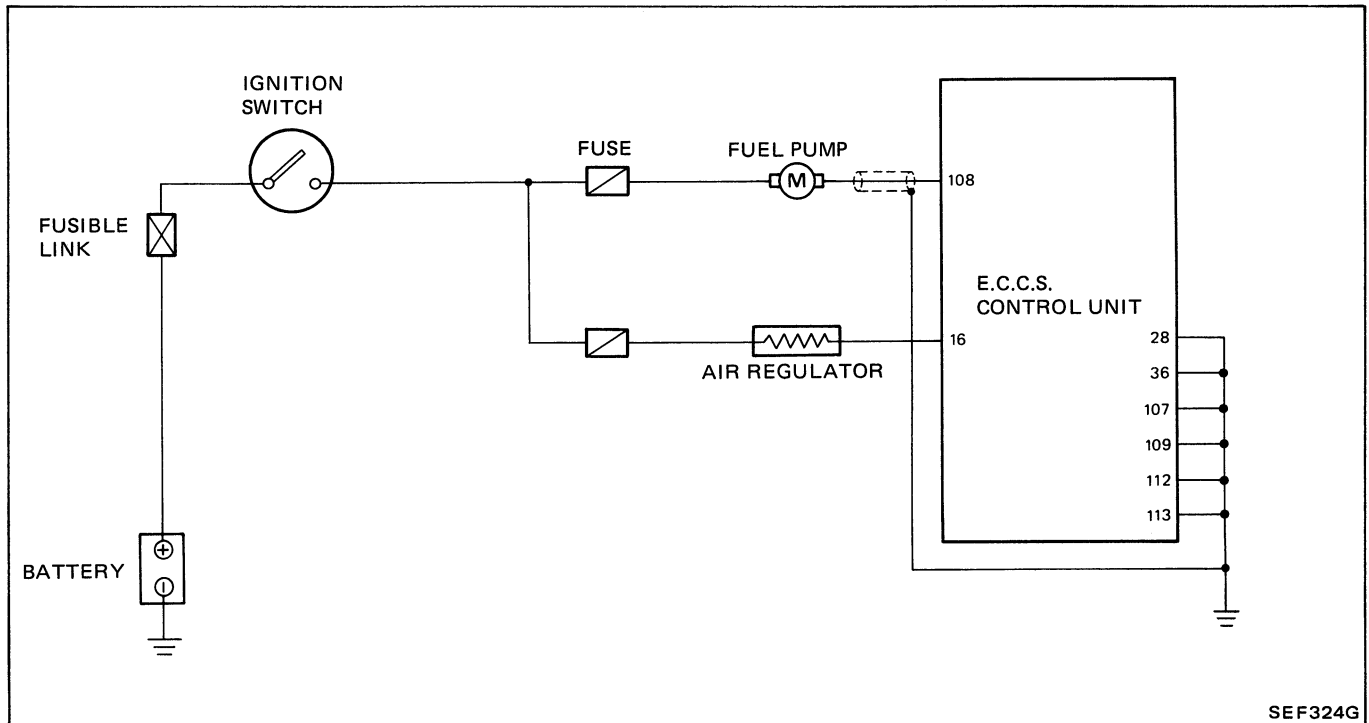 IGNITION
SWITCH
FUSE
FUEL PUMP
M
108
FUSIBLE
LINK
E.C.C.S.
CONTROL UNIT
16
28
AIR REGULATOR
36
107
109
112
113
BATTERY
SEF324G